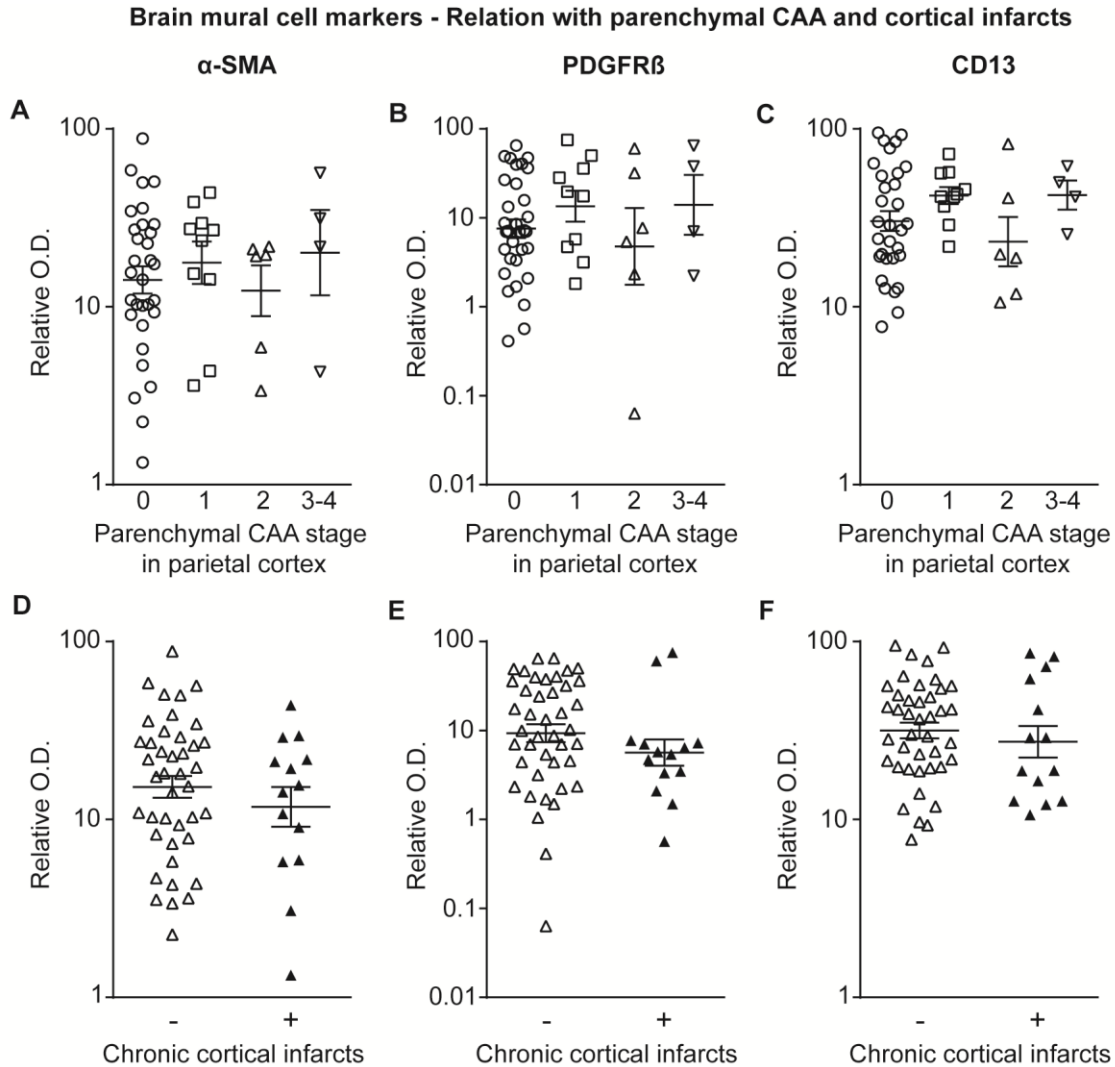 Brain mural cell markers - Relation with parenchymal CAA and cortical infarcts
α-SMA
PDGFRß
CD13
A
100
10
1
Relative O.D.
0 1 2 3-4
Parenchymal CAA stage
in parietal cortex
B
100
10
1
0.1
0.01
Relative O.D.
0 1 2 3-4
Parenchymal CAA stage
in parietal cortex
C
100
10
1
Relative O.D.
0 1 2 3-4
Parenchymal CAA stage
in parietal cortex
D
100
10
1
Relative O.D.
- +
Chronic cortical infarcts
E
100
10
1
0.1
0.01
Relative O.D.
- +
Chronic cortical infarcts
F
100
10
1
Relative O.D.
- +
Chronic cortical infarcts